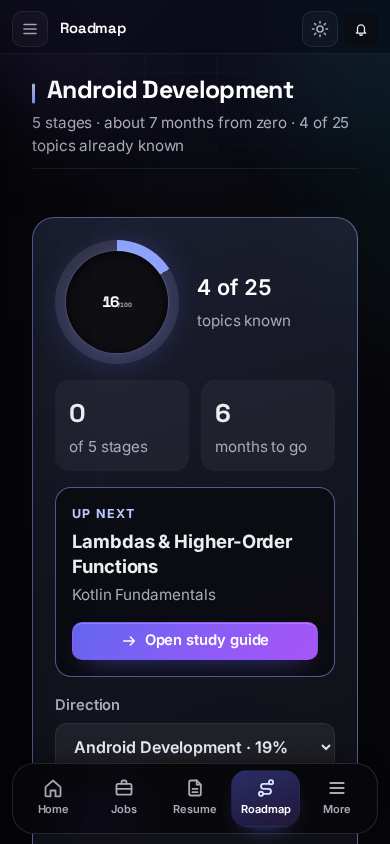 Roadmap
Android Development
5 stages · about 7 months from zero · 4 of 25
topics already known
16/100
4 of 25
topics known
0
of 5 stages
6
months to go
UP NEXT
Lambdas & Higher-Order
Functions
Kotlin Fundamentals
→ Open study guide
Direction
Android Development · 19%
Home
Jobs
Resume
Roadmap
More